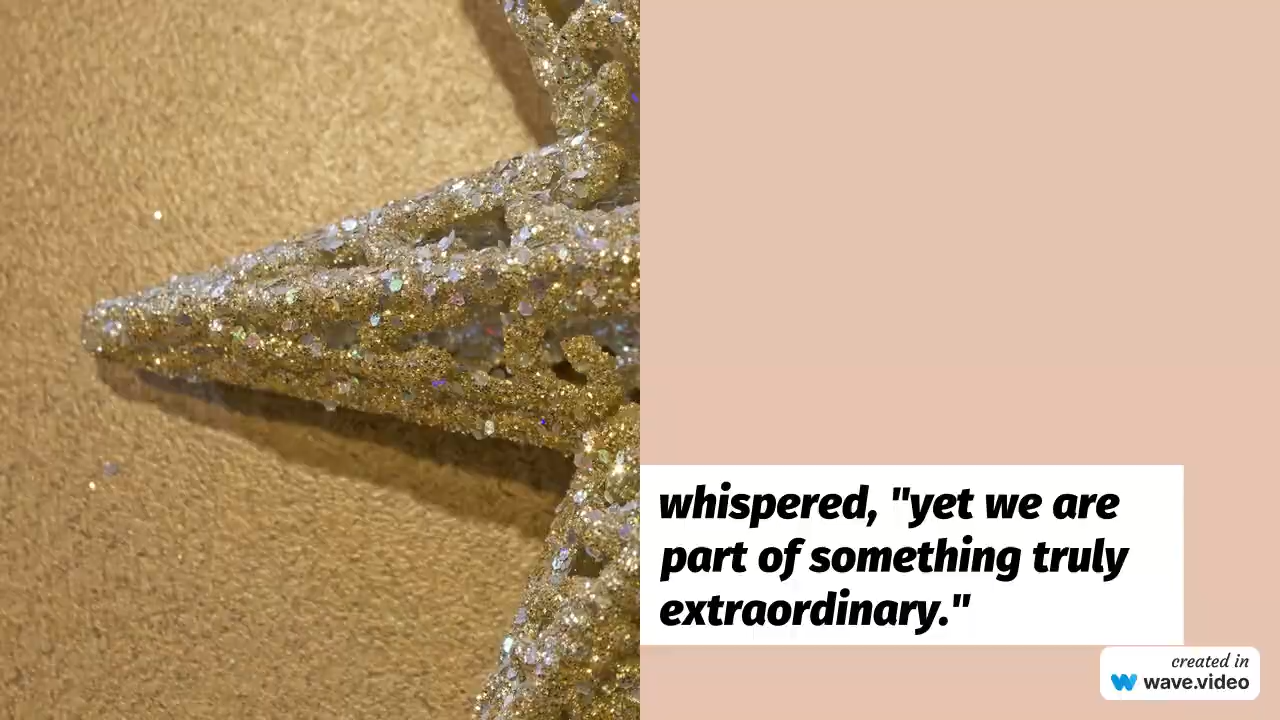 whispered, "yet we are
part of something truly
extraordinary."
created in
wave.video